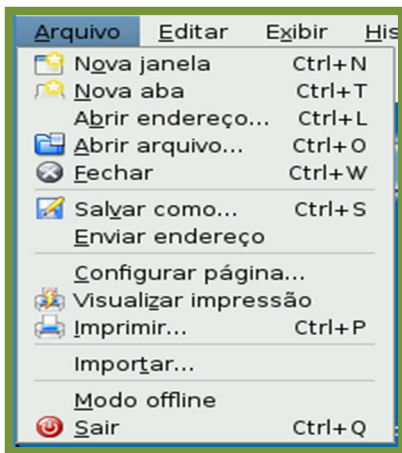 Arquivo Editar Exibir His
Nova janela Ctrl+N
Nova aba Ctrl+T
Abrir endereço... Ctrl+L
Abrir arquivo... Ctrl+O
Fechar Ctrl+W
Salvar como... Ctrl+S
Enviar endereço
Configurar página...
Visualizar impressão
Imprimir... Ctrl+P
Importar...
Modo offline
Sair Ctrl+Q